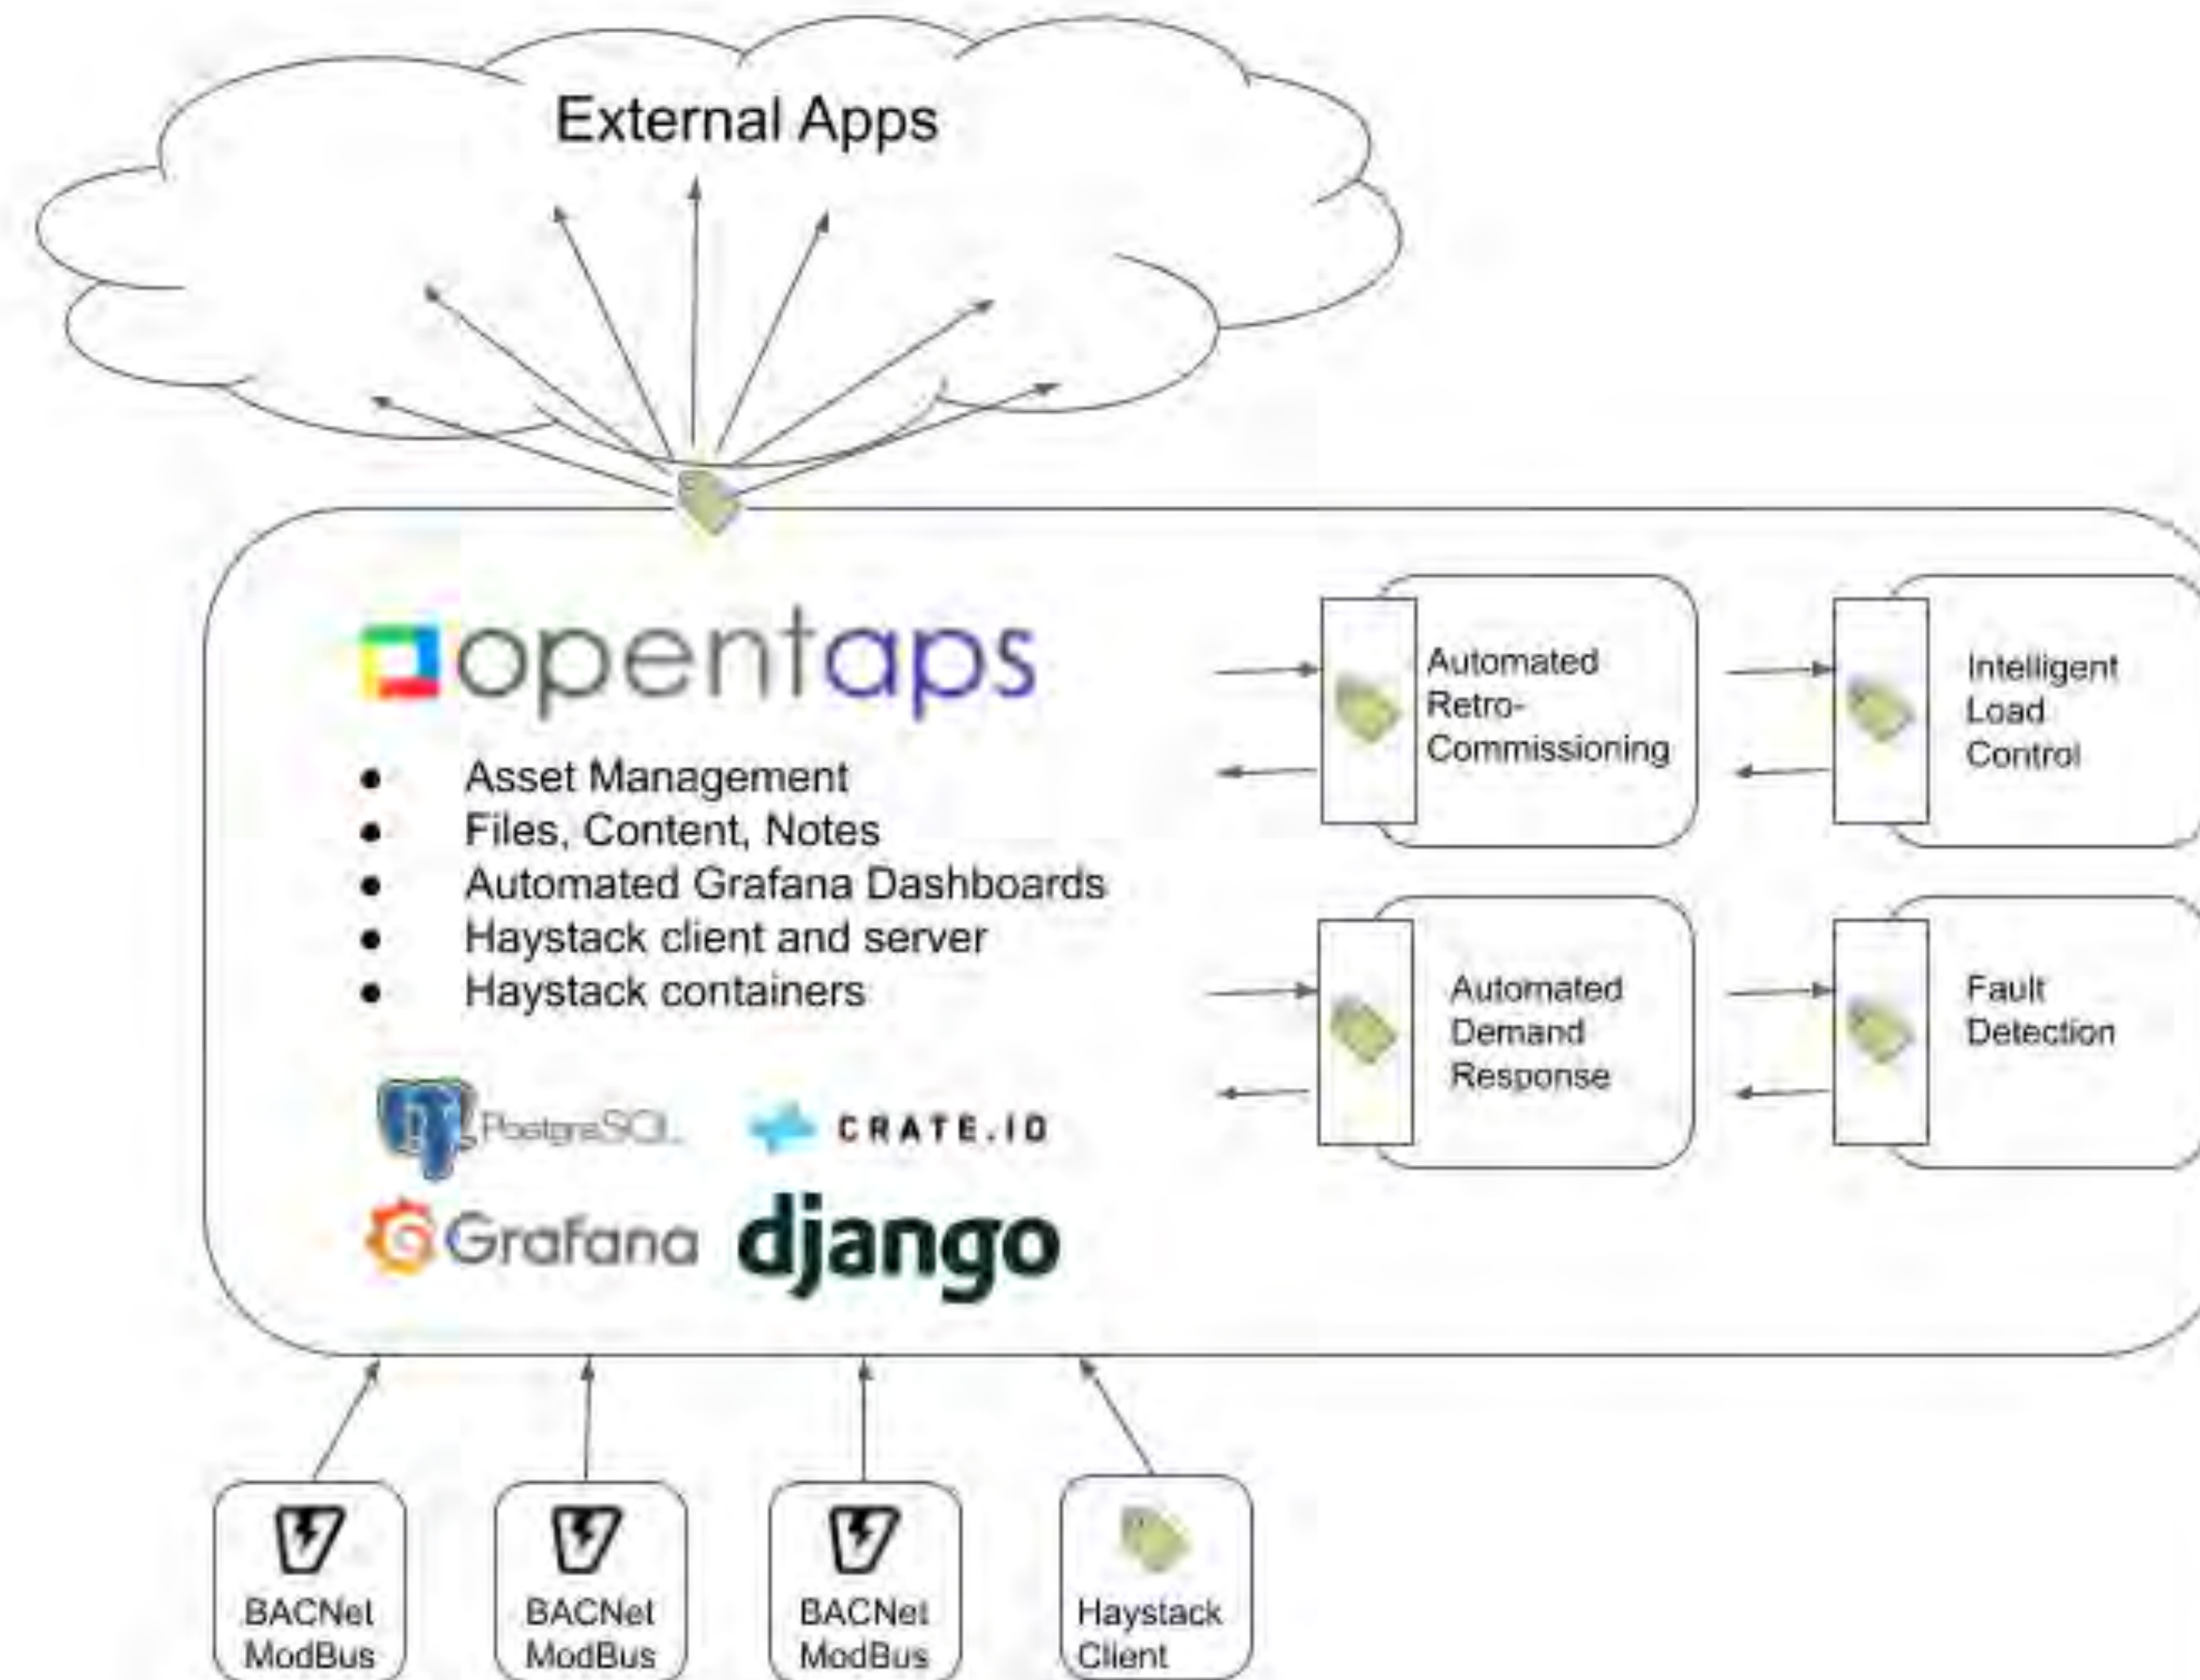 External Apps
opentaps
Asset Management
Files, Content, Notes
Automated Grafana Dashboards
Haystack client and server
Haystack containers
PostgreSQL
CRATE.IO
Grafana
django
Automated
Retro-
Commissioning
Intelligent
Load
Control
Automated
Demand
Response
Fault
Detection
BACNet
ModBus
BACNet
ModBus
BACNet
ModBus
Haystack
Client